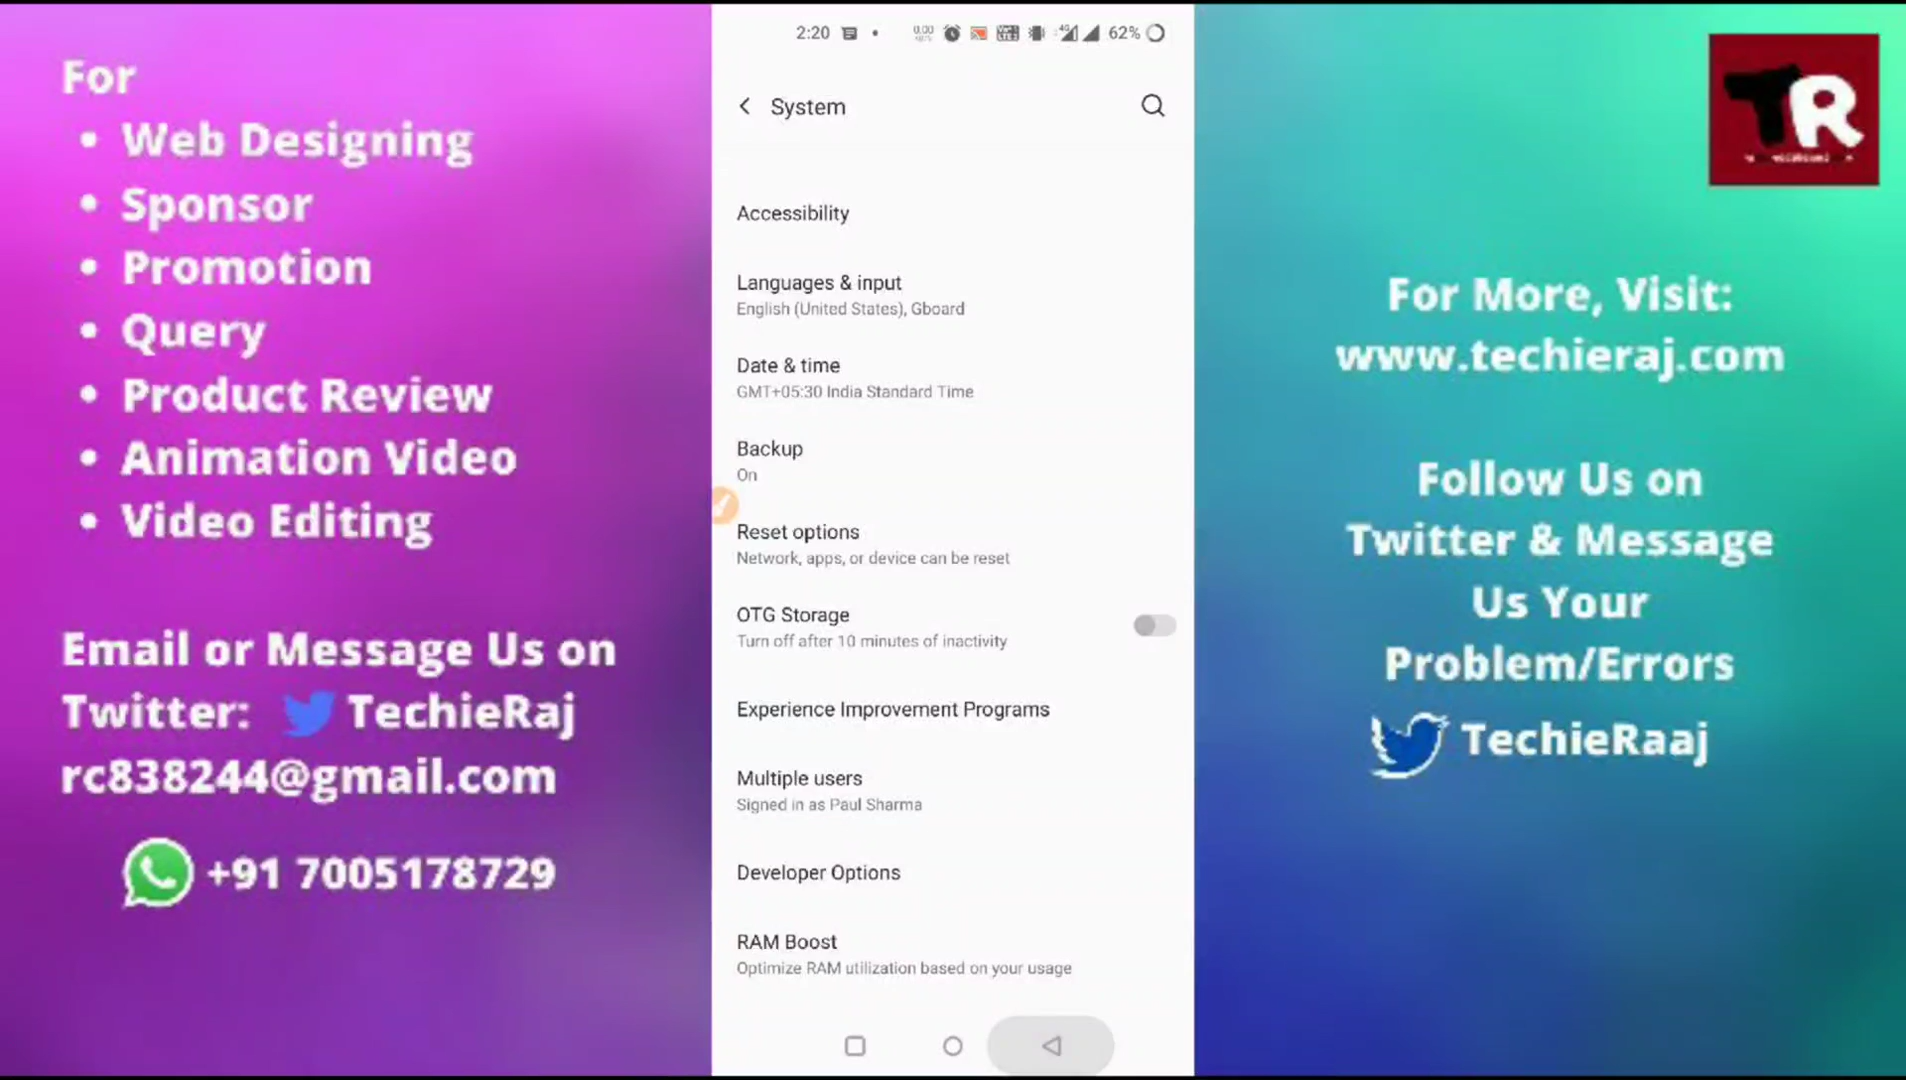 For
• Web Designing
• Sponsor
• Promotion
• Query
• Product Review
• Animation Video
• Video Editing
Email or Message Us on
Twitter: TechieRaj
rc838244@gmail.com
+91 7005178729
2:20 62%
System
Accessibility
Languages & input
English (United States), Gboard
Date & time
GMT+05:30 India Standard Time
Backup
On
Reset options
Network, apps, or device can be reset
OTG Storage
Turn off after 10 minutes of inactivity
Experience Improvement Programs
Multiple users
Signed in as Paul Sharma
Developer Options
RAM Boost
Optimize RAM utilization based on your usage
TR
For More, Visit:
www.techieraj.com
Follow Us on
Twitter & Message
Us Your
Problem/Errors
TechieRaaj